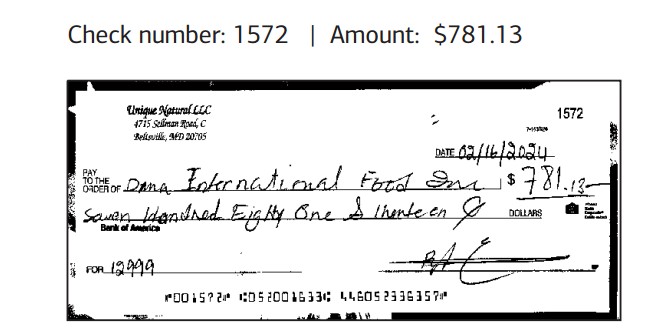 Check number: 1572 | Amount: $781.13
Unique Natural LLC
4715 Sellman Road, C
Beltsville, MD 20705
1572
DATE 02/16/2024
PAY TO THE ORDER OF Dana International Food Inc $ 781.13
Seven Hundred Eighty One & thenteen DOLLARS
Bank of America
FOR 12999
⑈001572⑈ ⑆052001633⑆ 446052336357⑈